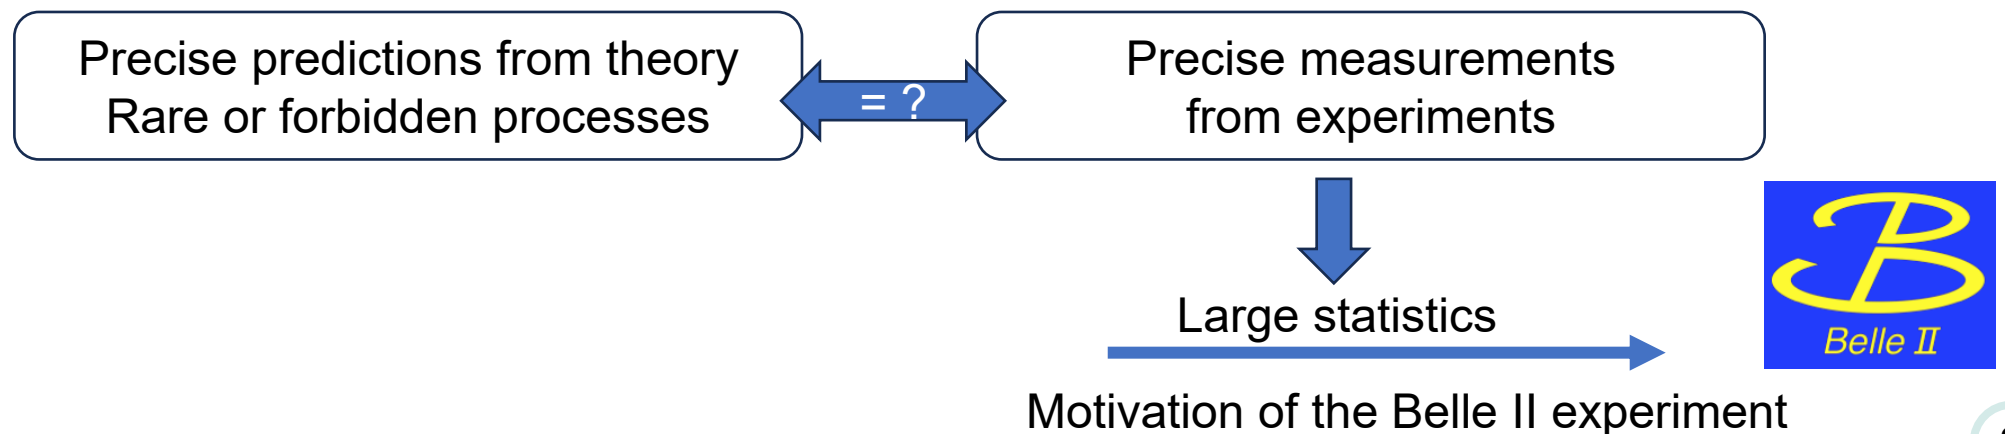 Precise predictions from theory
Rare or forbidden processes
= ?
Precise measurements
from experiments
Large statistics
Belle II
Motivation of the Belle II experiment